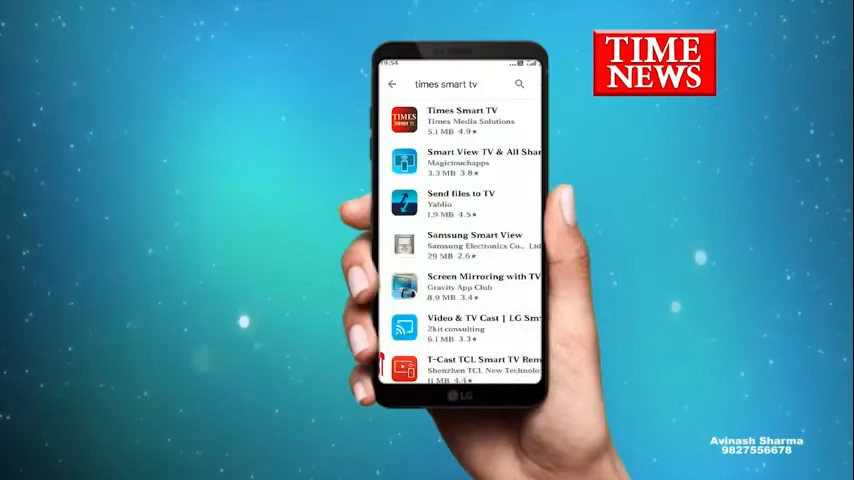 TIME
NEWS
19:54
times smart tv
TIMES
SMART TV
Times Smart TV
Times Media Solutions
5.1 MB 4.9★
Smart View TV & All Shar
Magictouchapps
3.3 MB 3.8★
Send files to TV
Yablio
1.9 MB 4.5★
Samsung Smart View
Samsung Electronics Co.., Ltd
29 MB 2.6★
Screen Mirroring with TV
Gravity App Club
8.9 MB 3.4★
Video & TV Cast | LG Sm
2kit consulting
6.1 MB 3.3★
T-Cast TCL Smart TV Rem
Shenzhen TCL New Technolo
11 MB 4.4★
LG
Avinash Sharma
9827556678